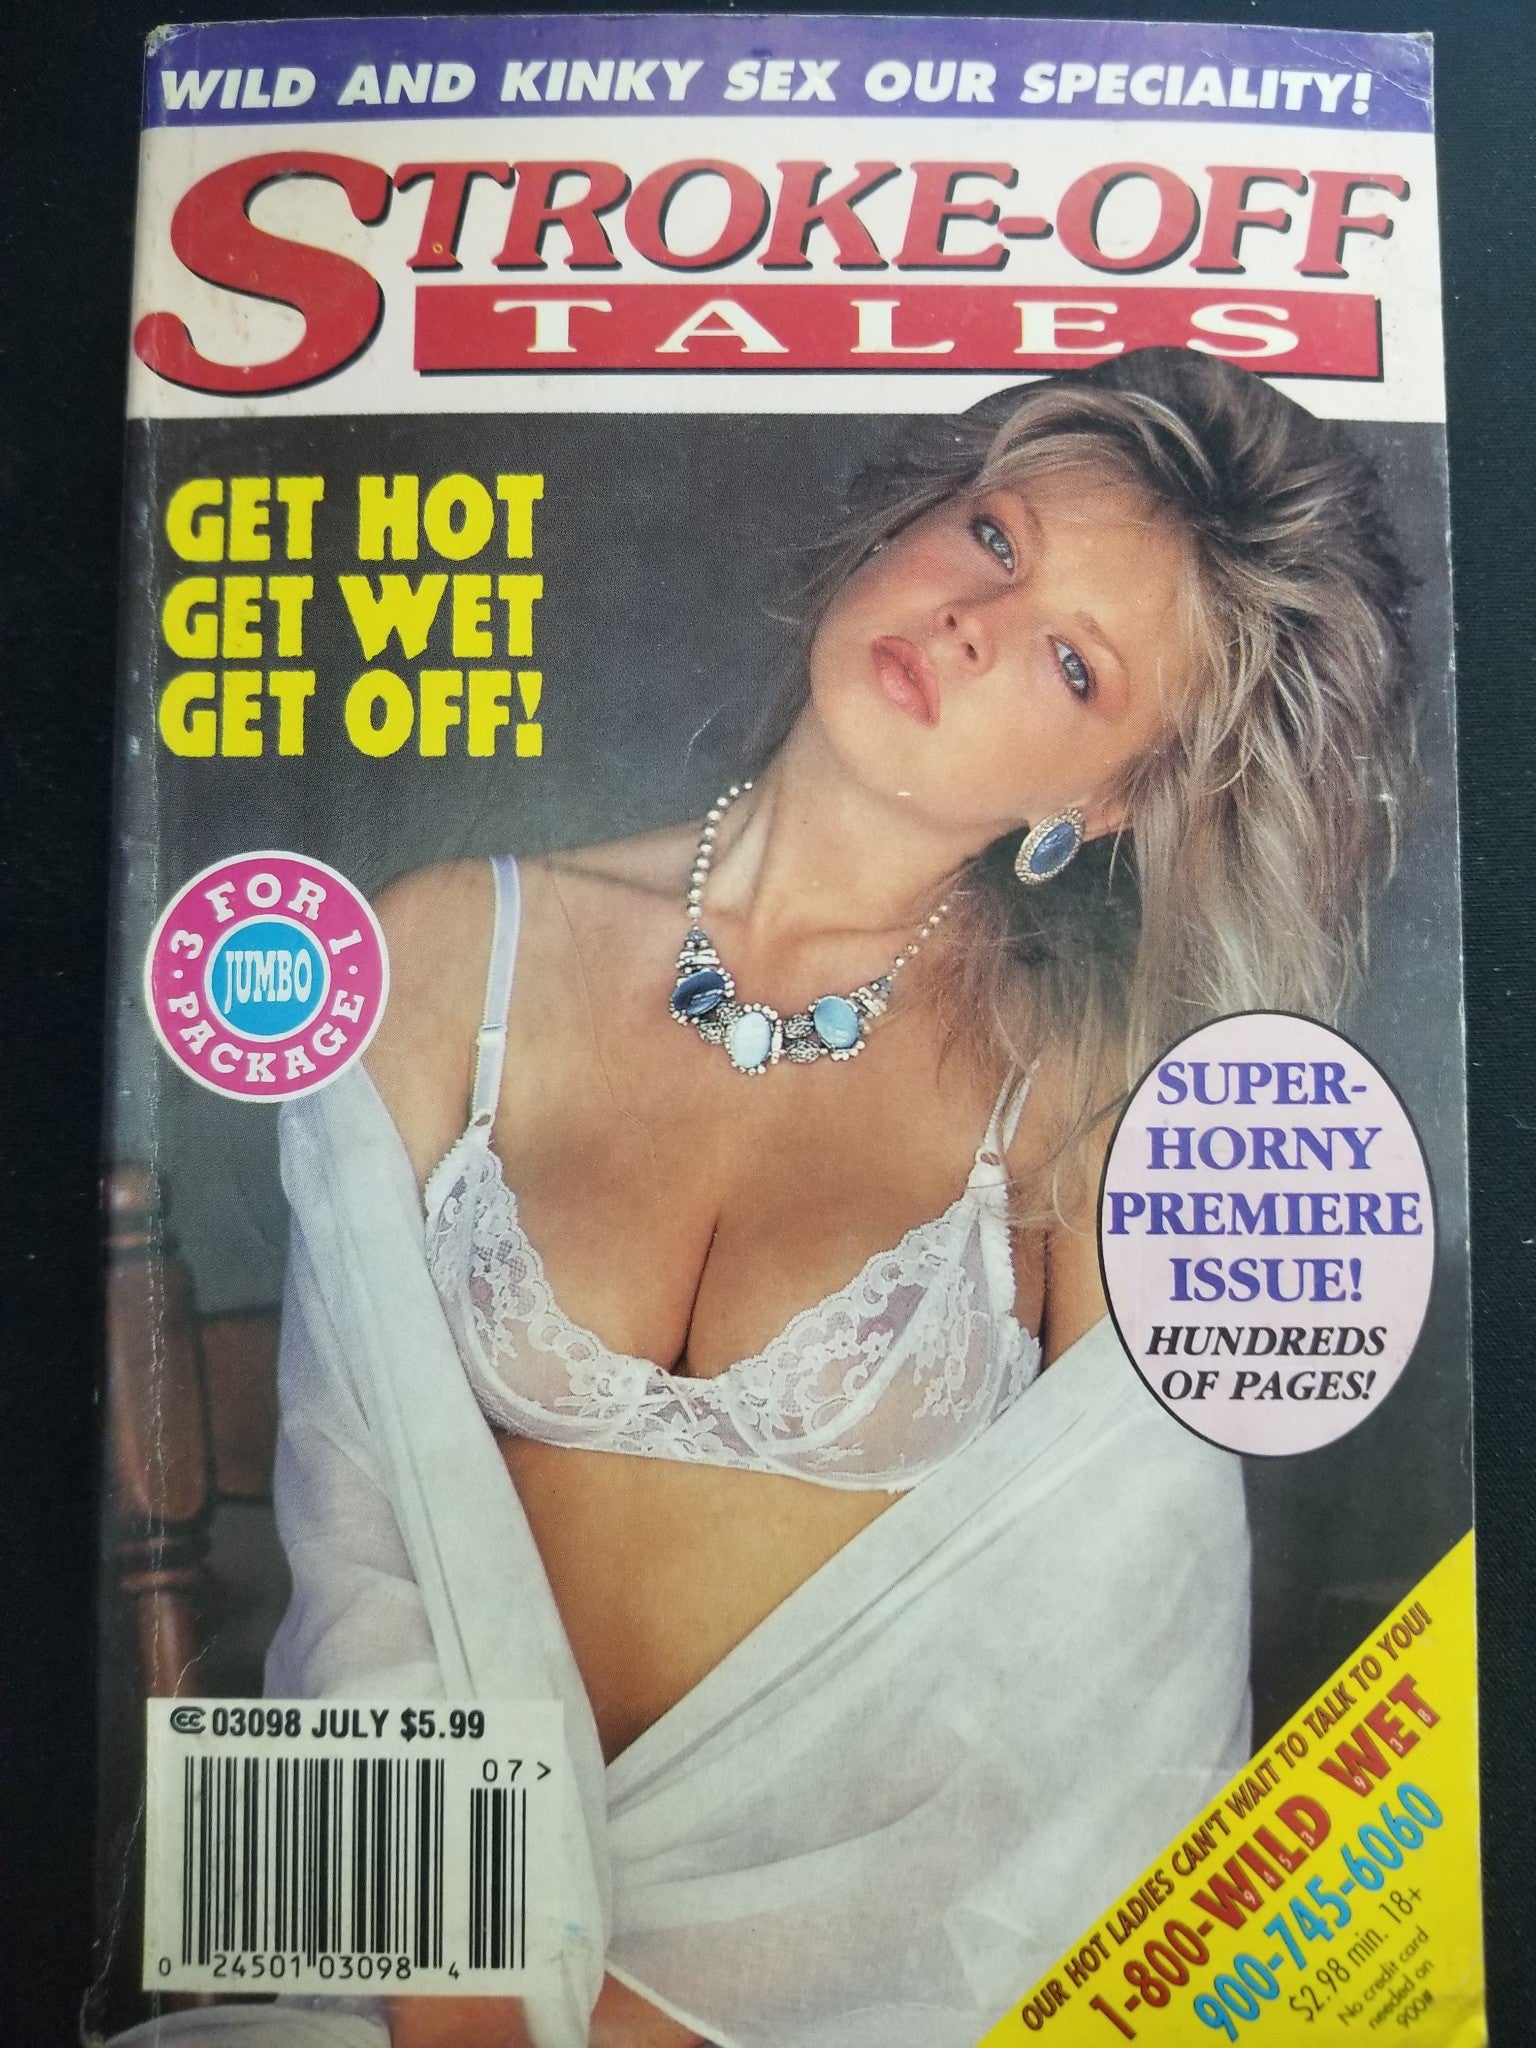 WILD AND KINKY SEX OUR SPECIALITY!
STROKE-OFF
TALES
GET HOT
GET WET
GET OFF!
3 FOR 1
JUMBO
PACKAGE
SUPER-
HORNY
PREMIERE
ISSUE!
HUNDREDS
OF PAGES!
CC 03098 JULY $5.99
07>
0 24501 03098 4
OUR HOT LADIES CAN'T WAIT TO TALK TO YOU!
1-800-WILD WET
9453 938
900-745-6060
$2.98 min. 18+
No credit card
needed on
900#